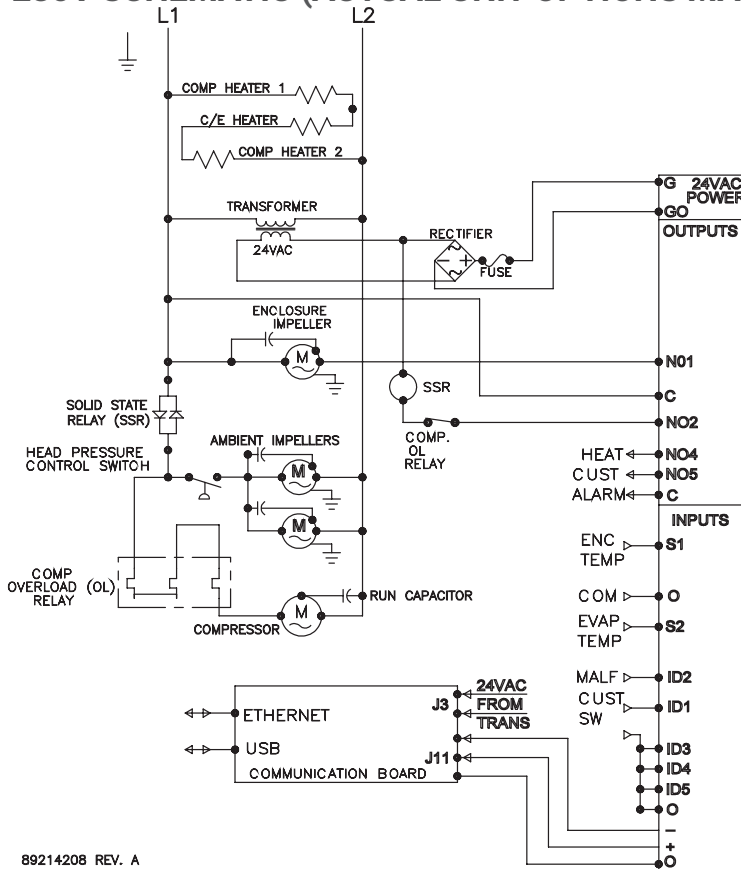 L1
L2
COMP HEATER 1
C/E HEATER
COMP HEATER 2
TRANSFORMER
24VAC
RECTIFIER
FUSE
G
24VAC
POWER
GO
OUTPUTS
ENCLOSURE
IMPELLER
M
N01
SSR
C
SOLID STATE
RELAY (SSR)
COMP.
OL
RELAY
NO2
HEAD PRESSURE
CONTROL SWITCH
AMBIENT IMPELLERS
M
M
HEAT
NO4
CUST
NO5
ALARM
C
INPUTS
ENC
TEMP
S1
COMP
OVERLOAD (OL)
RELAY
COMPRESSOR
M
RUN CAPACITOR
COM
O
EVAP
TEMP
S2
MALF
ID2
CUST
SW
ID1
ID3
ID4
ID5
O
ETHERNET
USB
COMMUNICATION BOARD
J3
24VAC
FROM
TRANS
J11
−
+
O
89214208 REV. A